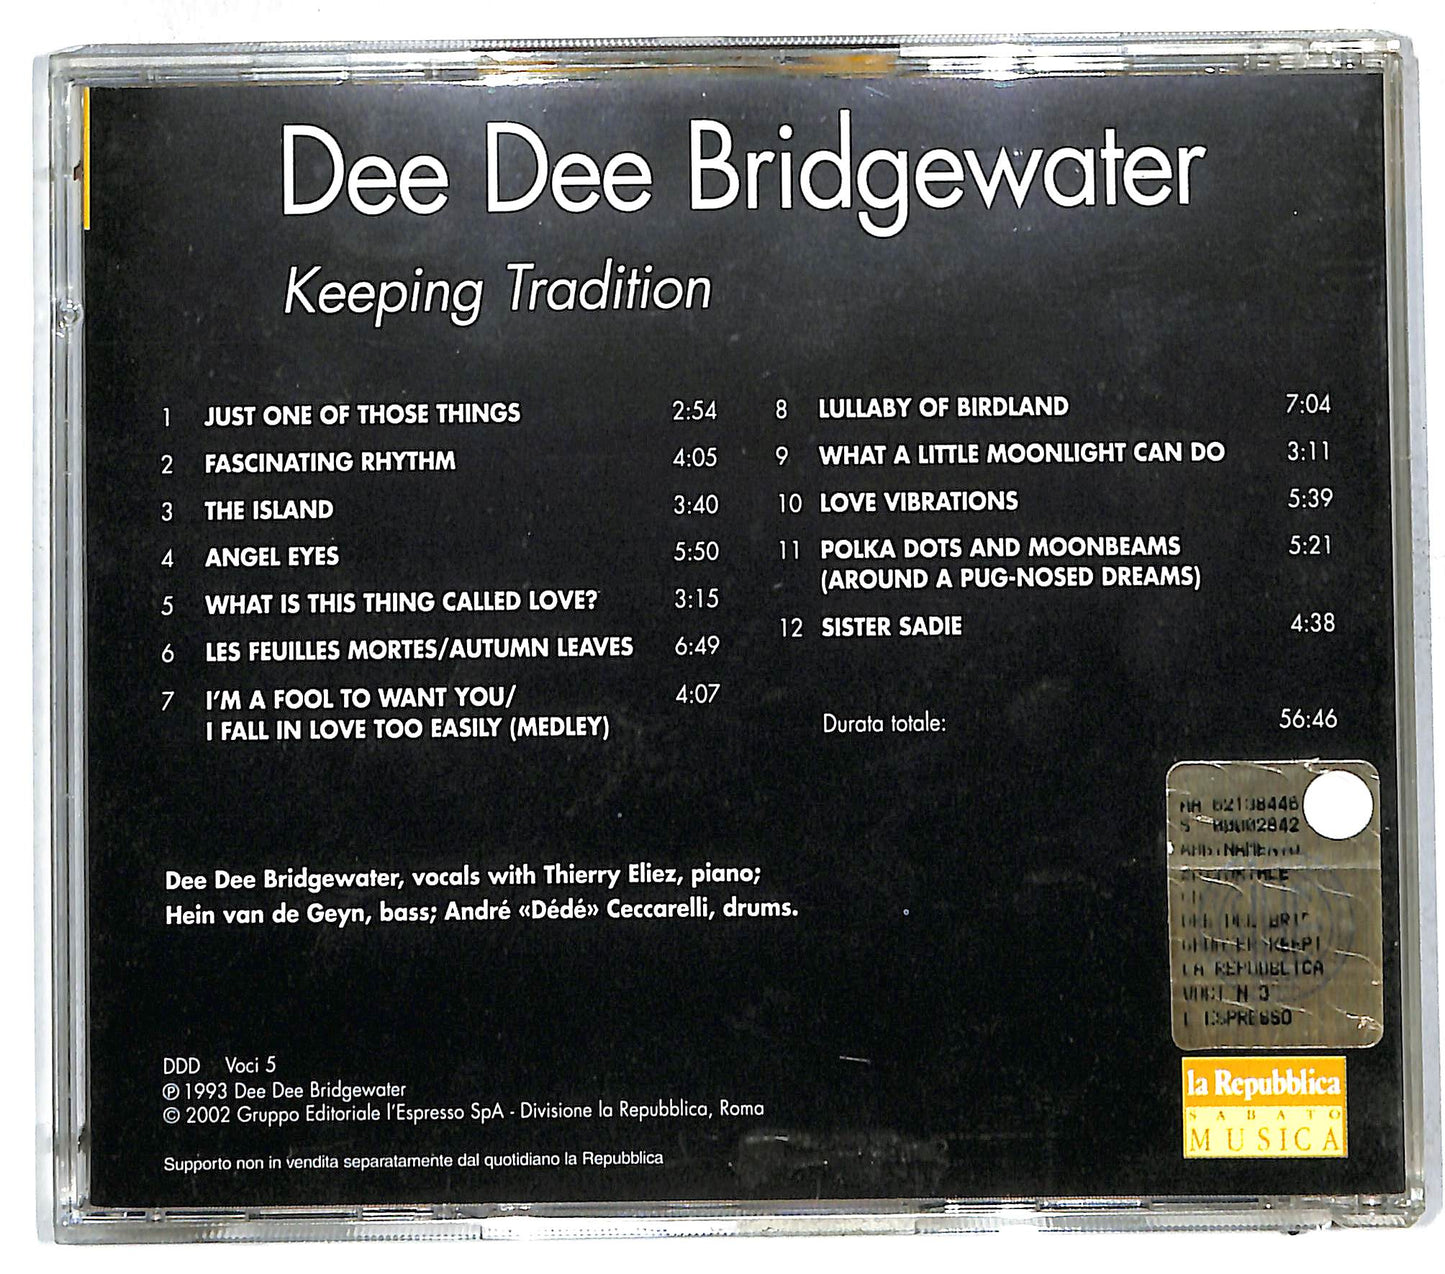 Dee Dee Bridgewater
Keeping Tradition
1 JUST ONE OF THOSE THINGS 2:54
2 FASCINATING RHYTHM 4:05
3 THE ISLAND 3:40
4 ANGEL EYES 5:50
5 WHAT IS THIS THING CALLED LOVE? 3:15
6 LES FEUILLES MORTES/AUTUMN LEAVES 6:49
7 I'M A FOOL TO WANT YOU/ 4:07
I FALL IN LOVE TOO EASILY (MEDLEY)
8 LULLABY OF BIRDLAND 7:04
9 WHAT A LITTLE MOONLIGHT CAN DO 3:11
10 LOVE VIBRATIONS 5:39
11 POLKA DOTS AND MOONBEAMS 5:21
(AROUND A PUG-NOSED DREAMS)
12 SISTER SADIE 4:38
Durata totale: 56:46
Dee Dee Bridgewater, vocals with Thierry Eliez, piano;
Hein van de Geyn, bass; André «Dédé» Ceccarelli, drums.
DEE DEE
LA REPUBBLICA
VOCI N
L ESPRESSO
DDD Voci 5
℗ 1993 Dee Dee Bridgewater
© 2002 Gruppo Editoriale l'Espresso SpA - Divisione la Repubblica, Roma
Supporto non in vendita separatamente dal quotidiano la Repubblica
la Repubblica
SABATO
MUSICA